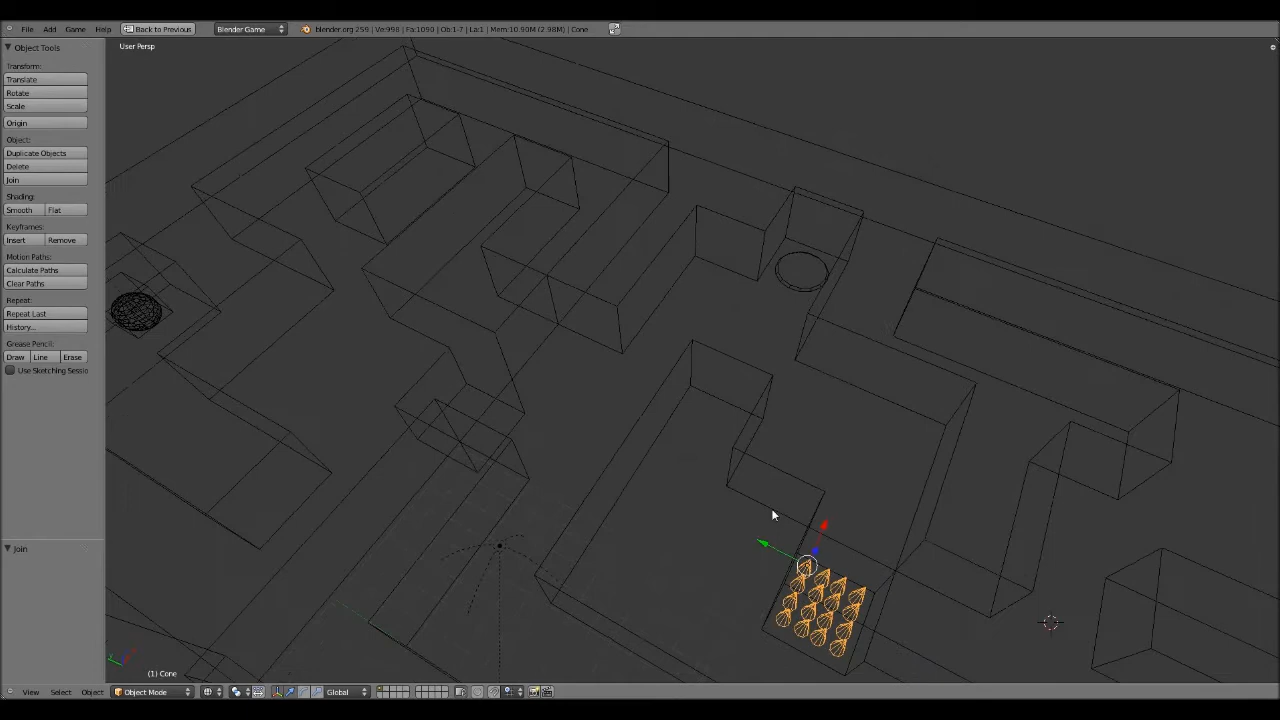 File Add Game Help Back to Previous Blender Game blender.org 259 | Ve:998 | Fa:1090 | Ob:1-7 | La:1 | Mem:10.90M (2.98M) | Cone
Object Tools
User Persp
Transform:
Translate
Rotate
Scale
Origin
Object:
Duplicate Objects
Delete
Join
Shading:
Smooth Flat
Keyframes:
Insert Remove
Motion Paths:
Calculate Paths
Clear Paths
Repeat:
Repeat Last
History...
Grease Pencil:
Draw Line Erase
Use Sketching Sessio
Join
(1) Cone
View Select Object Object Mode Global